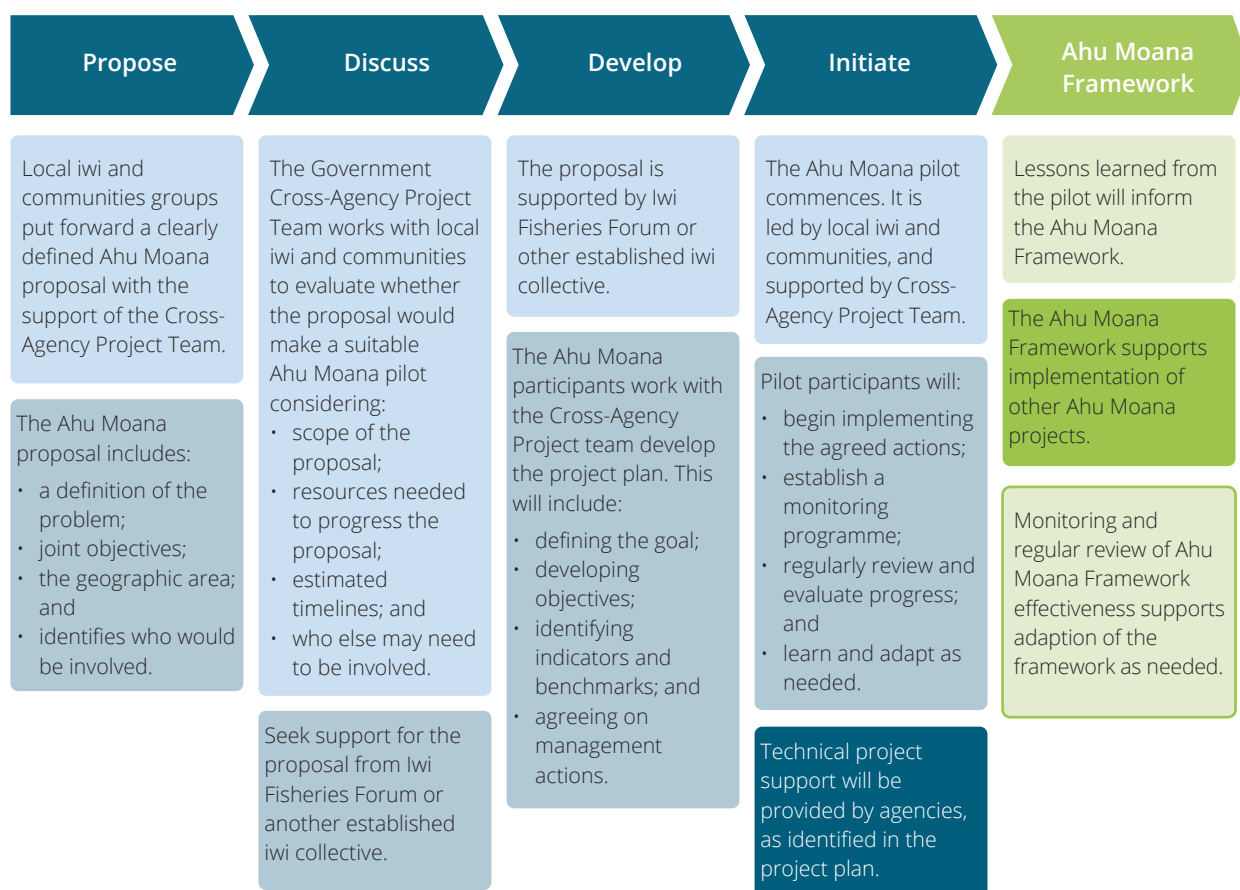 Propose
Local iwi and
communities groups
put forward a clearly
defined Ahu Moana
proposal with the
support of the Cross-
Agency Project Team.
The Ahu Moana
proposal includes:
• a definition of the
problem;
• joint objectives;
• the geographic area;
and
• identifies who would
be involved.
Discuss
The Government
Cross-Agency Project
Team works with local
iwi and communities
to evaluate whether
the proposal would
make a suitable
Ahu Moana pilot
considering:
• scope of the
proposal;
• resources needed
to progress the
proposal;
• estimated
timelines; and
• who else may need
to be involved.
Seek support for the
proposal from Iwi
Fisheries Forum or
another established
iwi collective.
Develop
The proposal is
supported by Iwi
Fisheries Forum or
other established iwi
collective.
The Ahu Moana
participants work with
the Cross-Agency
Project team develop
the project plan. This
will include:
• defining the goal;
• developing
objectives;
• identifying
indicators and
benchmarks; and
• agreeing on
management
actions.
Initiate
The Ahu Moana pilot
commences. It is
led by local iwi and
communities, and
supported by Cross-
Agency Project Team.
Pilot participants will:
• begin implementing
the agreed actions;
• establish a
monitoring
programme;
• regularly review and
evaluate progress;
and
• learn and adapt as
needed.
Technical project
support will be
provided by agencies,
as identified in the
project plan.
Ahu Moana
Framework
Lessons learned from
the pilot will inform
the Ahu Moana
Framework.
The Ahu Moana
Framework supports
implementation of
other Ahu Moana
projects.
Monitoring and
regular review of Ahu
Moana Framework
effectiveness supports
adaption of the
framework as needed.